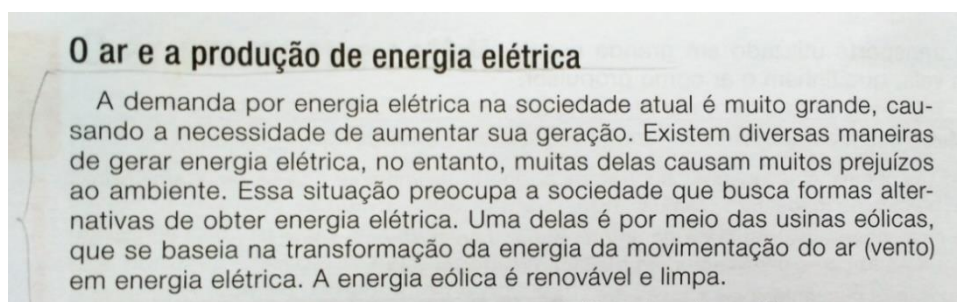 O ar e a produção de energia elétrica
A demanda por energia elétrica na sociedade atual é muito grande, cau-
sando a necessidade de aumentar sua geração. Existem diversas maneiras
de gerar energia elétrica, no entanto, muitas delas causam muitos prejuízos
ao ambiente. Essa situação preocupa a sociedade que busca formas alter-
nativas de obter energia elétrica. Uma delas é por meio das usinas eólicas,
que se baseia na transformação da energia da movimentação do ar (vento)
em energia elétrica. A energia eólica é renovável e limpa.